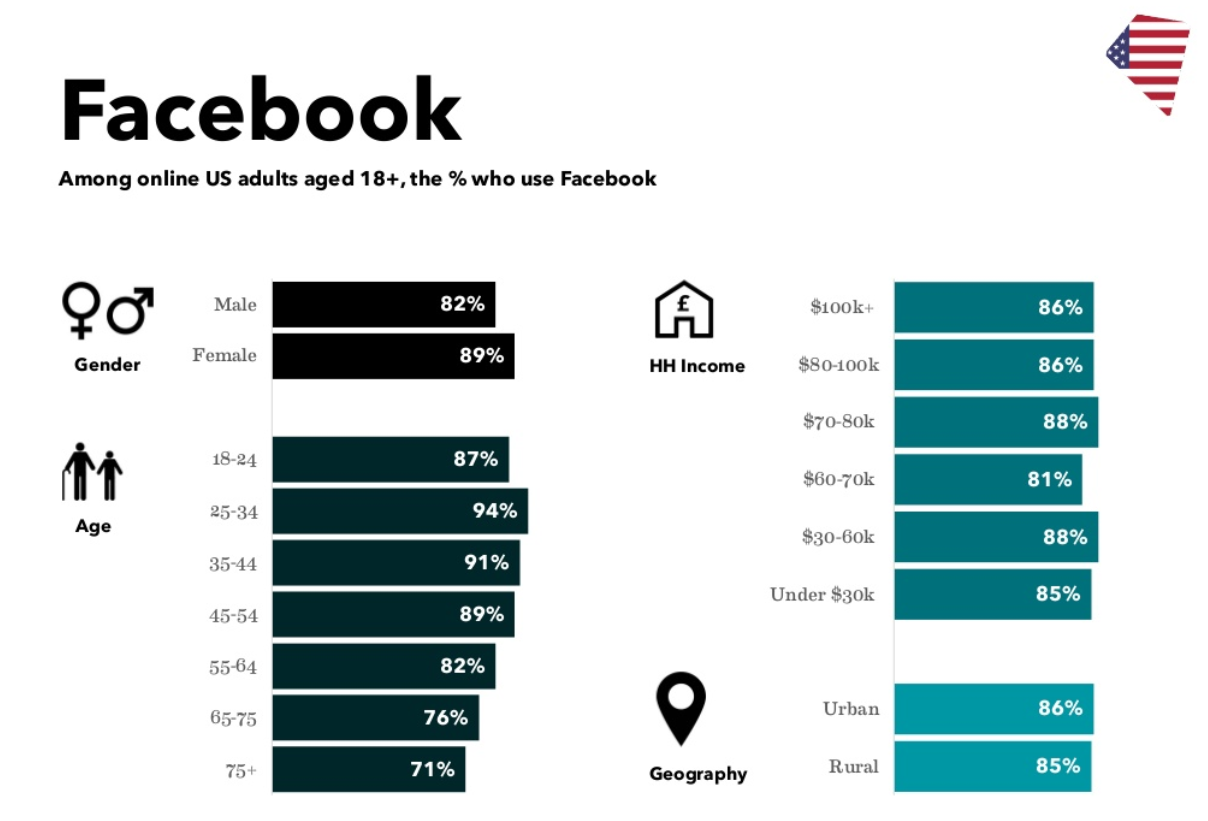 Facebook
Among online US adults aged 18+, the % who use Facebook
Gender
Male 82%
Female 89%
Age
18-24 87%
25-34 94%
35-44 91%
45-54 89%
55-64 82%
65-75 76%
75+ 71%
£
HH Income
$100k+ 86%
$80-100k 86%
$70-80k 88%
$60-70k 81%
$30-60k 88%
Under $30k 85%
Geography
Urban 86%
Rural 85%